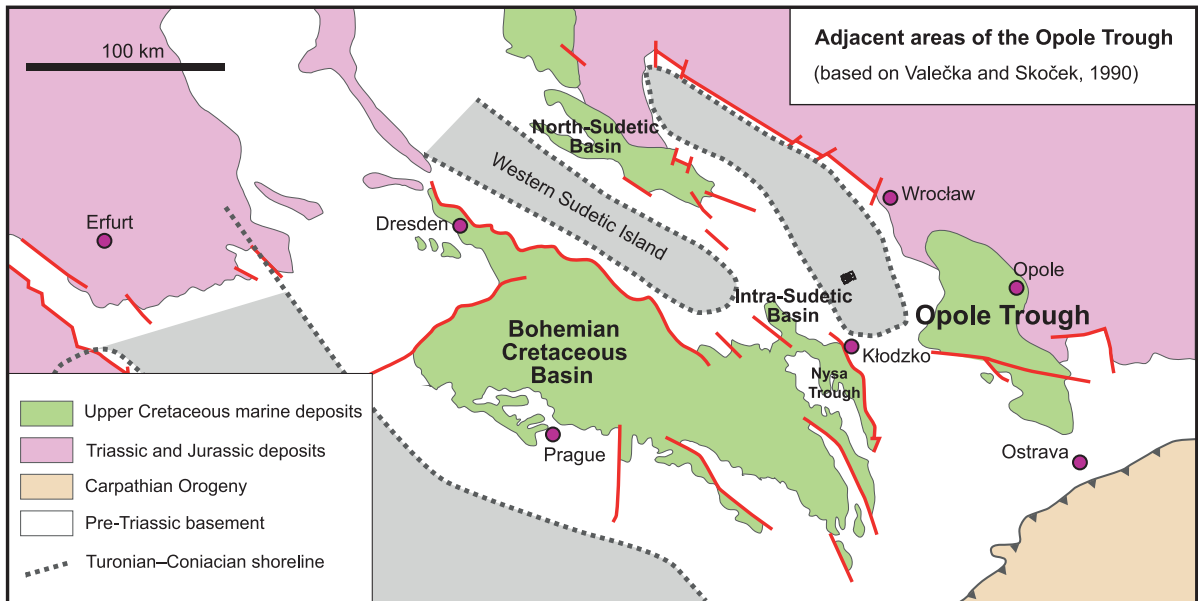 100 km
Adjacent areas of the Opole Trough
(based on Valečka and Skoček, 1990)
North-Sudetic
Basin
Western Sudetic Island
Wrocław
Erfurt
Dresden
Opole
Intra-Sudetic
Basin
Opole Trough
Bohemian
Cretaceous
Basin
Kłodzko
Nysa
Trough
Prague
Ostrava
Upper Cretaceous marine deposits
Triassic and Jurassic deposits
Carpathian Orogeny
Pre-Triassic basement
Turonian–Coniacian shoreline